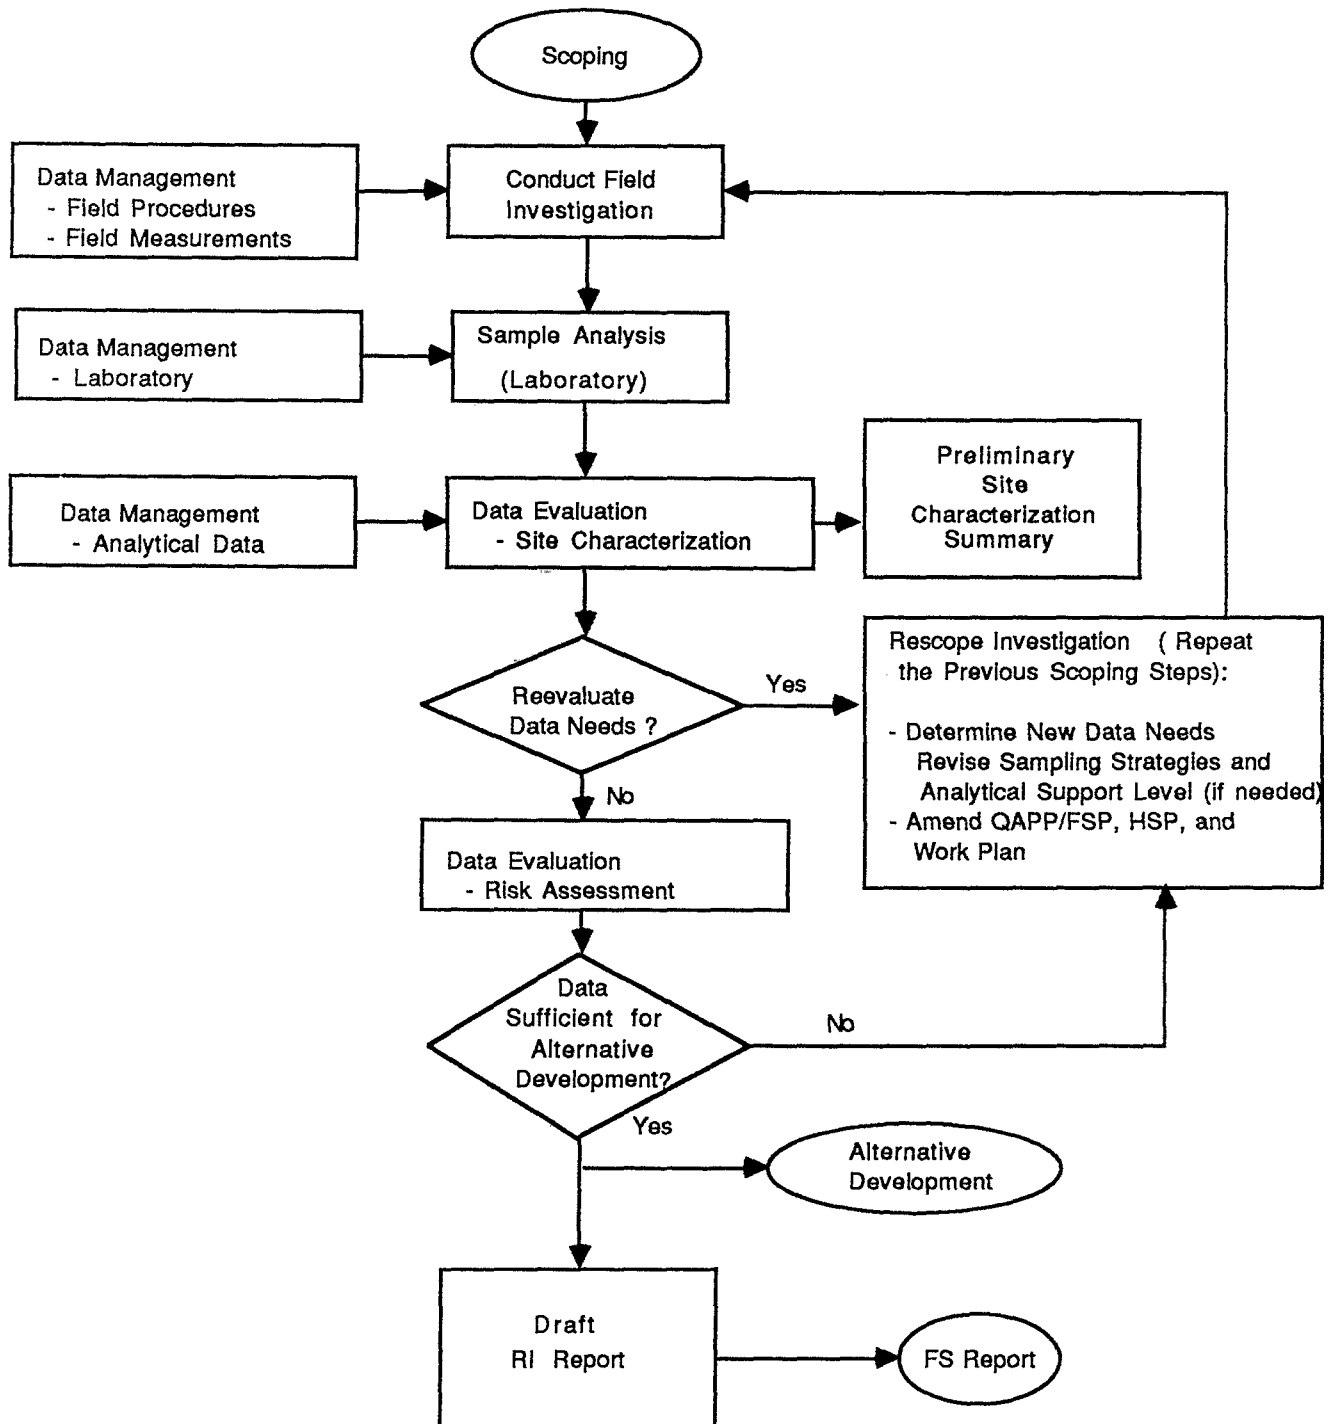 Scoping
Data Management
- Field Procedures
- Field Measurements
Conduct Field
Investigation
Data Management
- Laboratory
Sample Analysis
(Laboratory)
Data Management
- Analytical Data
Data Evaluation
- Site Characterization
Preliminary
Site
Characterization
Summary
Reevaluate
Data Needs ?
Yes
No
Rescope Investigation ( Repeat
the Previous Scoping Steps):
- Determine New Data Needs
Revise Sampling Strategies and
Analytical Support Level (if needed)
- Amend QAPP/FSP, HSP, and
Work Plan
Data Evaluation
- Risk Assessment
Data
Sufficient for
Alternative
Development?
No
Yes
Alternative
Development
Draft
RI Report
FS Report